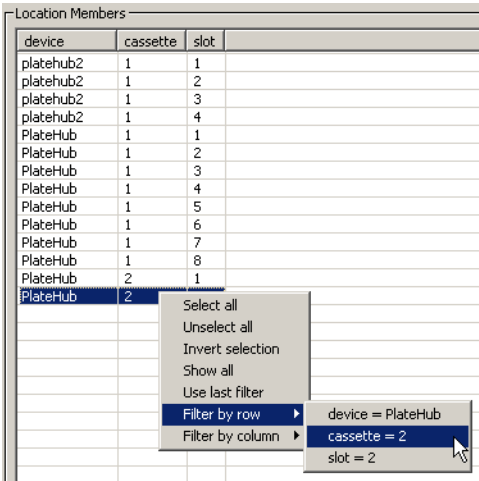 Location Members
device cassette slot
platehub2 1 1
platehub2 1 2
platehub2 1 3
platehub2 1 4
PlateHub 1 1
PlateHub 1 2
PlateHub 1 3
PlateHub 1 4
PlateHub 1 5
PlateHub 1 6
PlateHub 1 7
PlateHub 1 8
PlateHub 2 1
PlateHub 2
Select all
Unselect all
Invert selection
Show all
Use last filter
Filter by row
Filter by column
device = PlateHub
cassette = 2
slot = 2